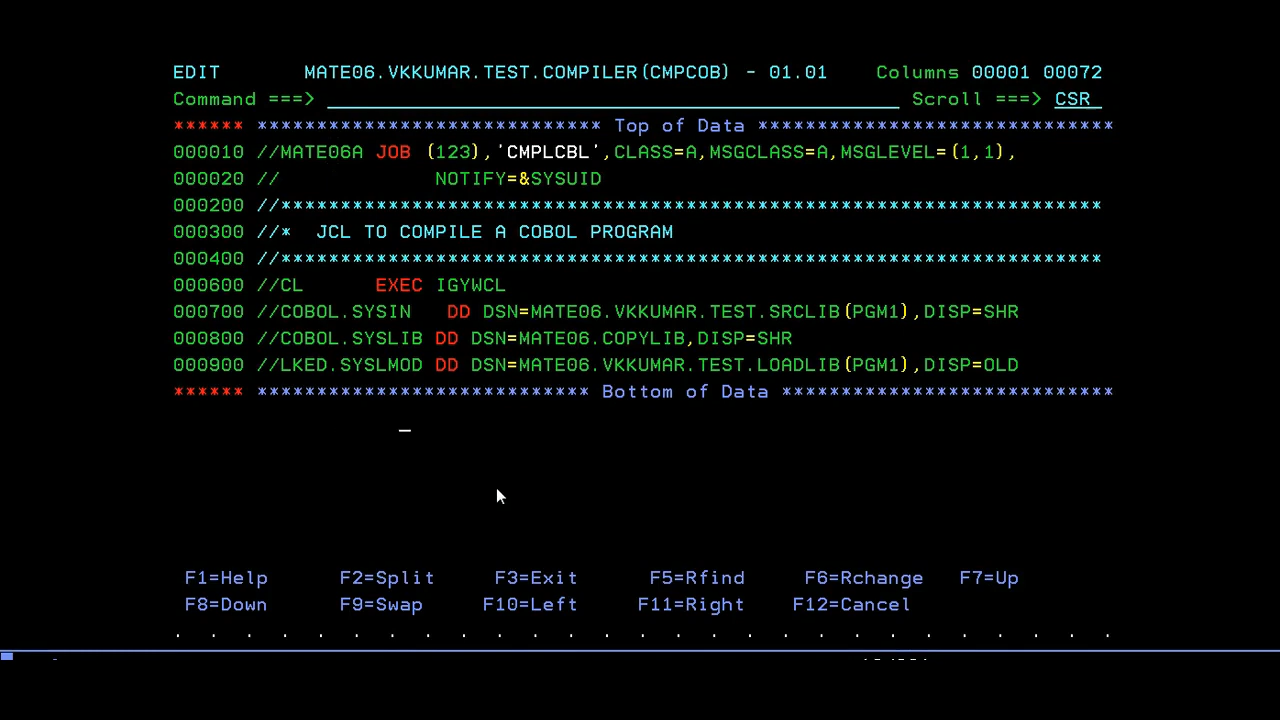 EDIT       MATE06.VKKUMAR.TEST.COMPILER(CMPCOB) - 01.01    Columns 00001 00072
Command ===> Scroll ===> CSR
****** ***************************** Top of Data ******************************
000010 //MATE06A JOB (123),'CMPLCBL',CLASS=A,MSGCLASS=A,MSGLEVEL=(1,1),
000020 //             NOTIFY=&SYSUID
000200 //*********************************************************************
000300 //*  JCL TO COMPILE A COBOL PROGRAM
000400 //*********************************************************************
000600 //CL      EXEC IGYWCL
000700 //COBOL.SYSIN   DD DSN=MATE06.VKKUMAR.TEST.SRCLIB(PGM1),DISP=SHR
000800 //COBOL.SYSLIB DD DSN=MATE06.COPYLIB,DISP=SHR
000900 //LKED.SYSLMOD DD DSN=MATE06.VKKUMAR.TEST.LOADLIB(PGM1),DISP=OLD
****** **************************** Bottom of Data ****************************
F1=Help      F2=Split     F3=Exit      F5=Rfind     F6=Rchange   F7=Up
F8=Down      F9=Swap     F10=Left     F11=Right    F12=Cancel